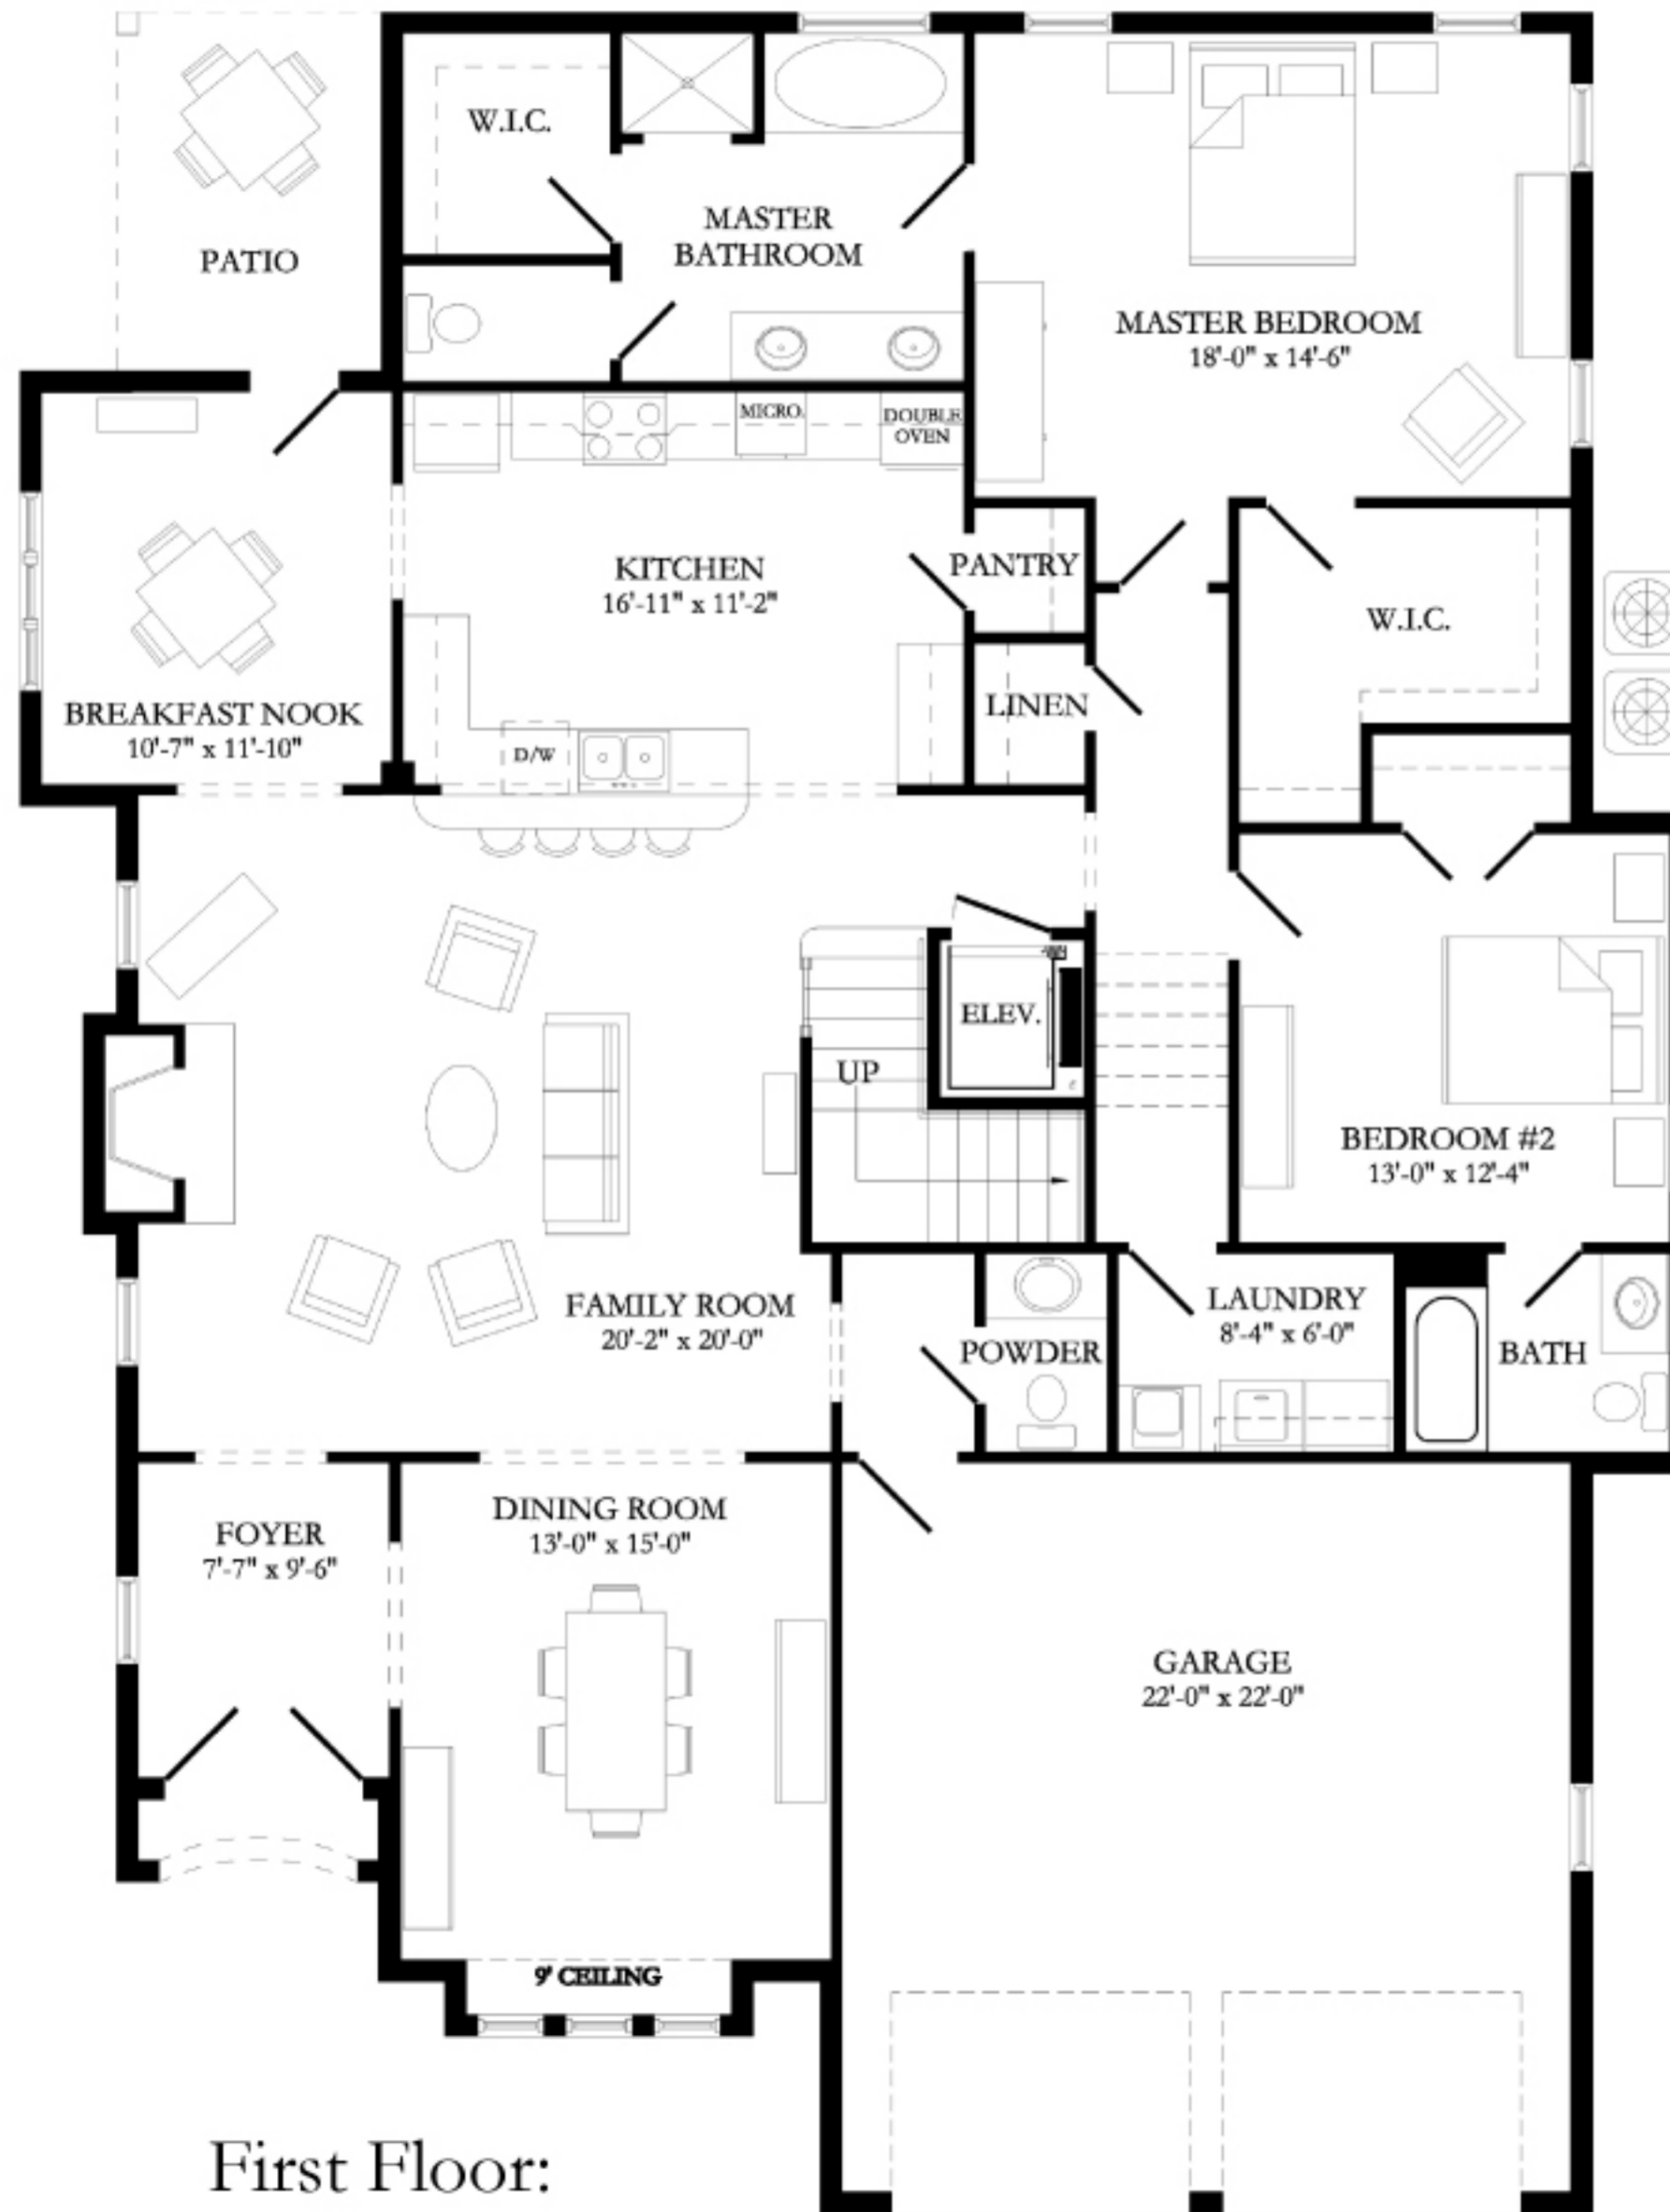 W.I.C.
MASTER
BATHROOM
PATIO
MASTER BEDROOM
18'-0" x 14'-6"
MICRO.
DOUBLE
OVEN
KITCHEN
16'-11" x 11'-2"
PANTRY
W.I.C.
BREAKFAST NOOK
10'-7" x 11'-10"
LINEN
D/W
ELEV.
UP
BEDROOM #2
13'-0" x 12'-4"
FAMILY ROOM
20'-2" x 20'-0"
POWDER
LAUNDRY
8'-4" x 6'-0"
BATH
FOYER
7'-7" x 9'-6"
DINING ROOM
13'-0" x 15'-0"
GARAGE
22'-0" x 22'-0"
9' CEILING
First Floor: